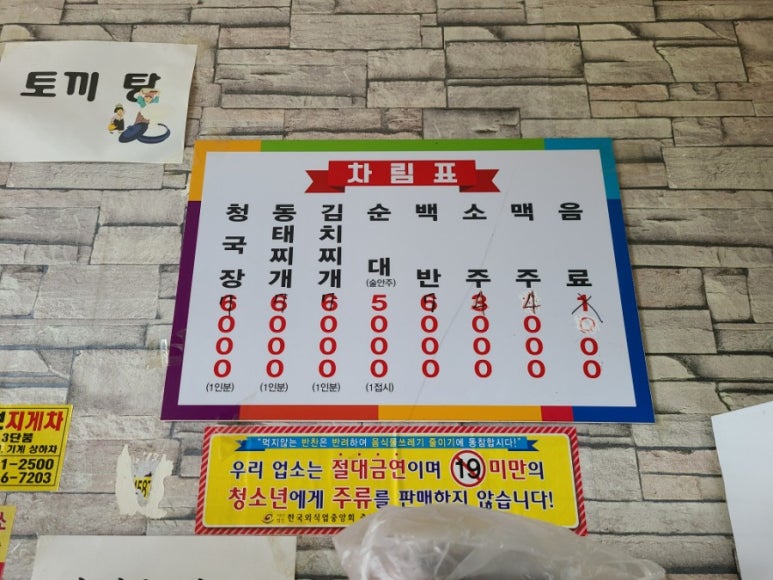 토끼 탕
차림표
청국장 6000 (1인분)
동태찌개 6000 (1인분)
김치찌개 6000 (1인분)
순대 (술안주) 5000 (1접시)
백반 6000
소주 3000
맥주 4000
음료 1000
지게차
3단붐
기계 상하차
1-2500
6-7203
"먹지않는 반찬은 반려하여 음식물쓰레기 줄이기에 동참합시다!"
우리 업소는 절대금연이며 19 미만의
청소년에게 주류를 판매하지 않습니다!
한국외식업중앙회